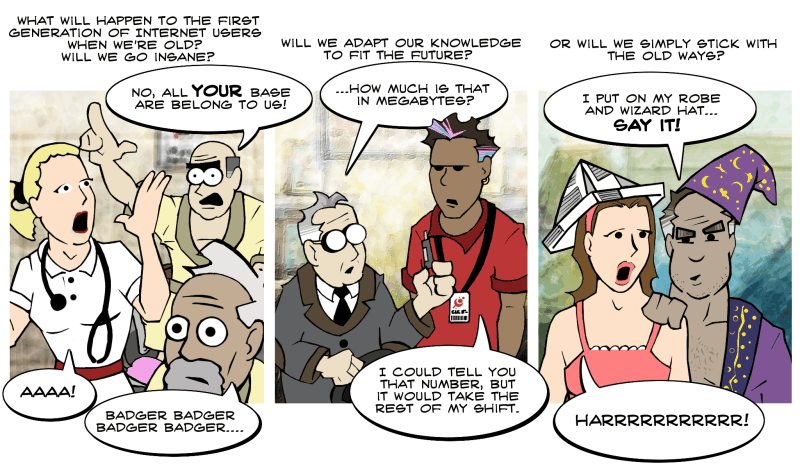 WHAT WILL HAPPEN TO THE FIRST
GENERATION OF INTERNET USERS
WHEN WE'RE OLD?
WILL WE GO INSANE?
NO, ALL YOUR BASE
ARE BELONG TO US!
AAAA!
BADGER BADGER
BADGER BADGER....
WILL WE ADAPT OUR KNOWLEDGE
TO FIT THE FUTURE?
...HOW MUCH IS THAT
IN MEGABYTES?
I COULD TELL YOU
THAT NUMBER, BUT
IT WOULD TAKE THE
REST OF MY SHIFT.
OR WILL WE SIMPLY STICK WITH
THE OLD WAYS?
I PUT ON MY ROBE
AND WIZARD HAT...
SAY IT!
HARRRRRRRRRRR!